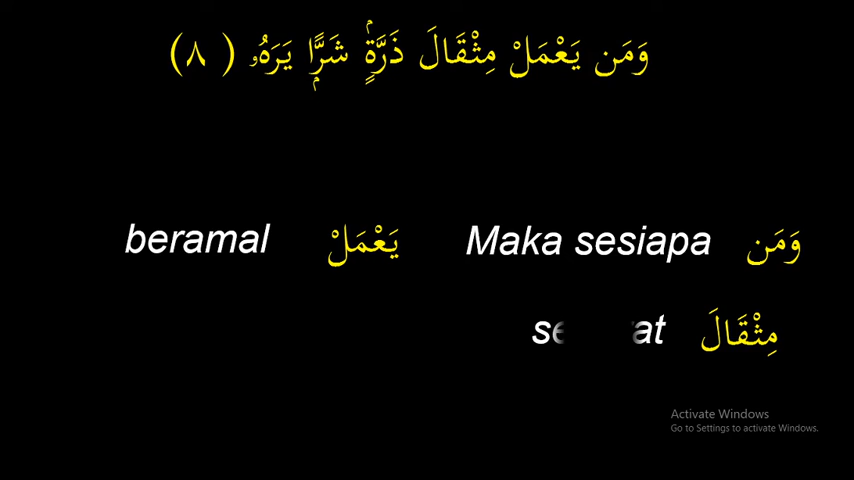 وَمَن يَعْمَلْ مِثْقَالَ ذَرَّةٍۢ شَرًّۭا يَرَهُۥ ( ٨ )
وَمَن Maka sesiapa يَعْمَلْ beramal
مِثْقَالَ
Activate Windows
Go to Settings to activate Windows.